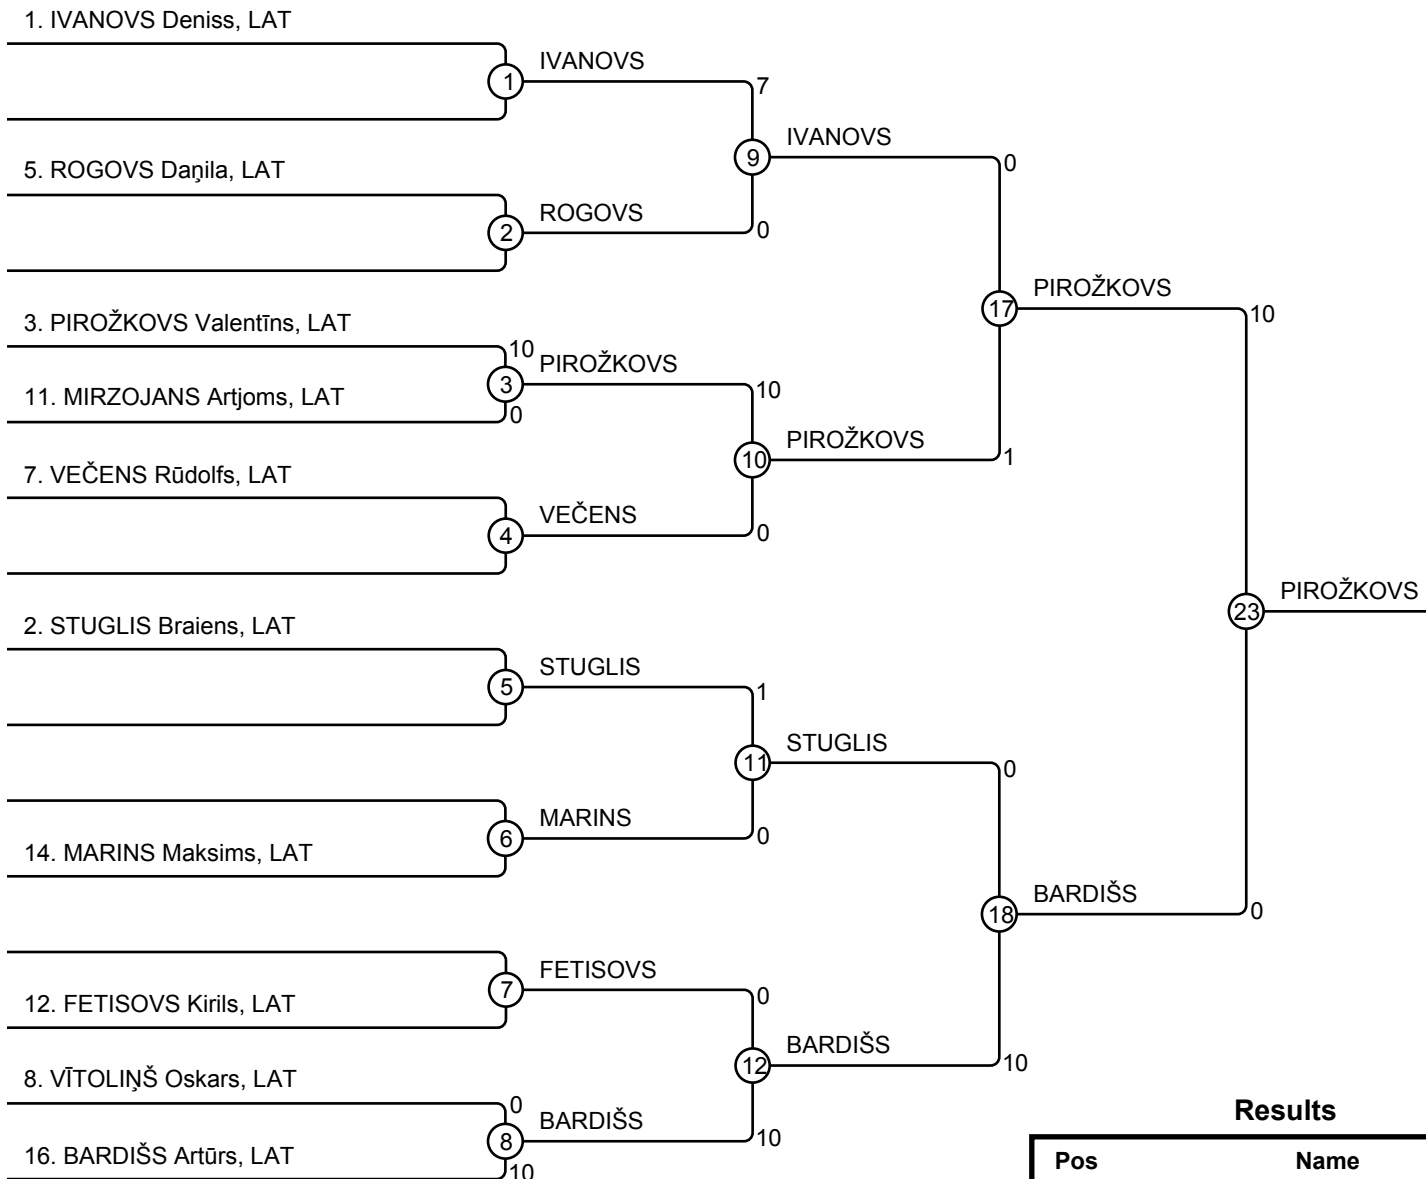 1. IVANOVS Deniss, LAT
IVANOVS
1
7
IVANOVS
9
0
5. ROGOVS Daņila, LAT
ROGOVS
2
0
PIROŽKOVS
17
10
3. PIROŽKOVS Valentīns, LAT
10
PIROŽKOVS
3
10
11. MIRZOJANS Artjoms, LAT
0
PIROŽKOVS
10
1
7. VEČENS Rūdolfs, LAT
VEČENS
4
0
PIROŽKOVS
23
2. STUGLIS Braiens, LAT
STUGLIS
5
1
STUGLIS
11
0
MARINS
6
0
14. MARINS Maksims, LAT
BARDIŠS
18
0
FETISOVS
7
0
12. FETISOVS Kirils, LAT
BARDIŠS
12
10
8. VĪTOLIŅŠ Oskars, LAT
0
BARDIŠS
8
10
16. BARDIŠS Artūrs, LAT
10
Results
Pos Name